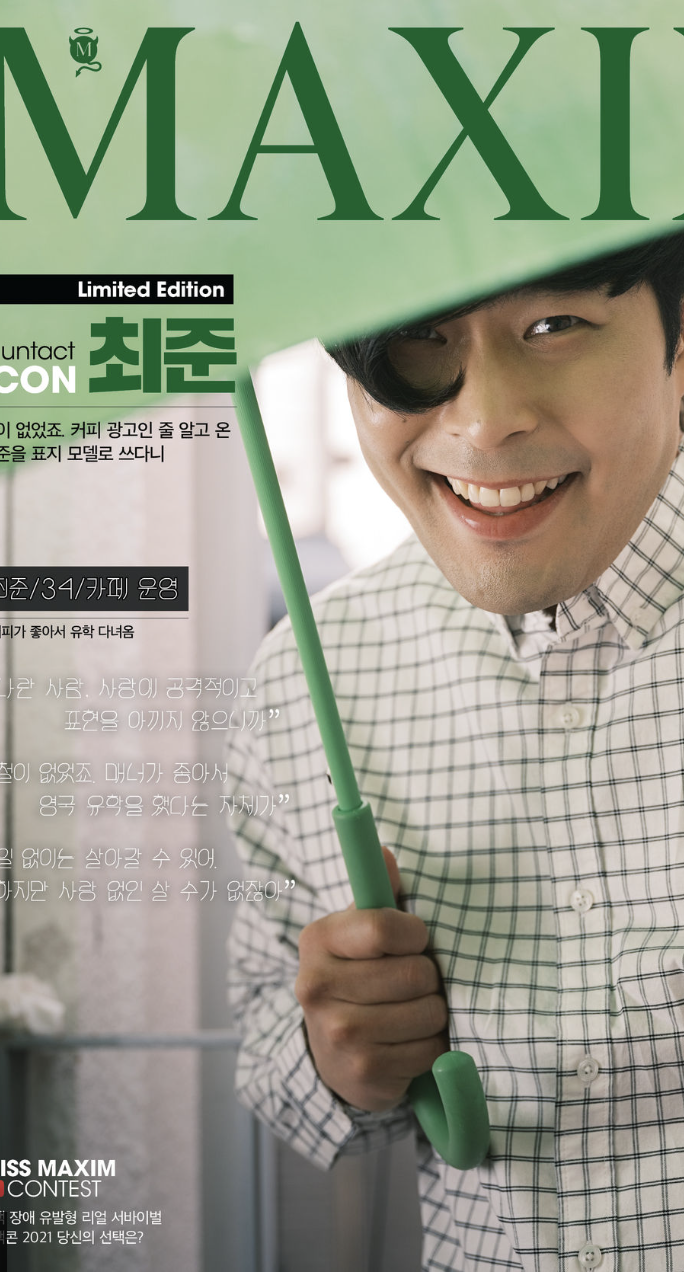 MAXI
M
Limited Edition
untact
CON 최준
이 없었죠. 커피 광고인 줄 알고 온
준을 표지 모델로 쓰다니
최준/34/카페 운영
커피가 좋아서 유학 다녀옴
나란 사람, 사랑이 공격적이고
표현을 아끼지 않으니까”
절이 없었죠. 매너가 좋아서
영국 유학을 했다는 자체가”
일 없이는 살아갈 수 있어,
하지만 사랑 없인 살 수가 없잖아”
ISS MAXIM
CONTEST
장애 유발형 리얼 서바이벌
콘 2021 당신의 선택은?